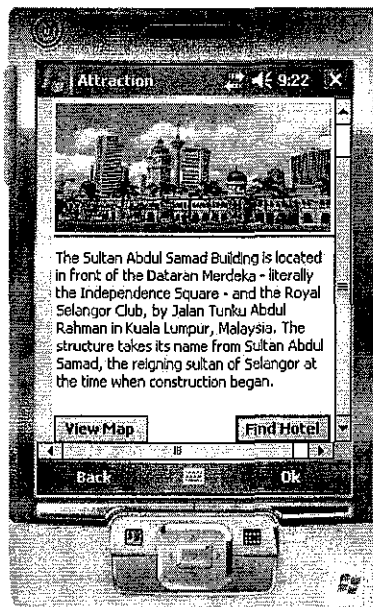 Attraction 9:22 X
The Sultan Abdul Samad Building is located
in front of the Dataran Merdeka - literally
the Independence Square - and the Royal
Selangor Club, by Jalan Tunku Abdul
Rahman in Kuala Lumpur, Malaysia. The
structure takes its name from Sultan Abdul
Samad, the reigning sultan of Selangor at
the time when construction began.
View Map Find Hotel
Back Ok